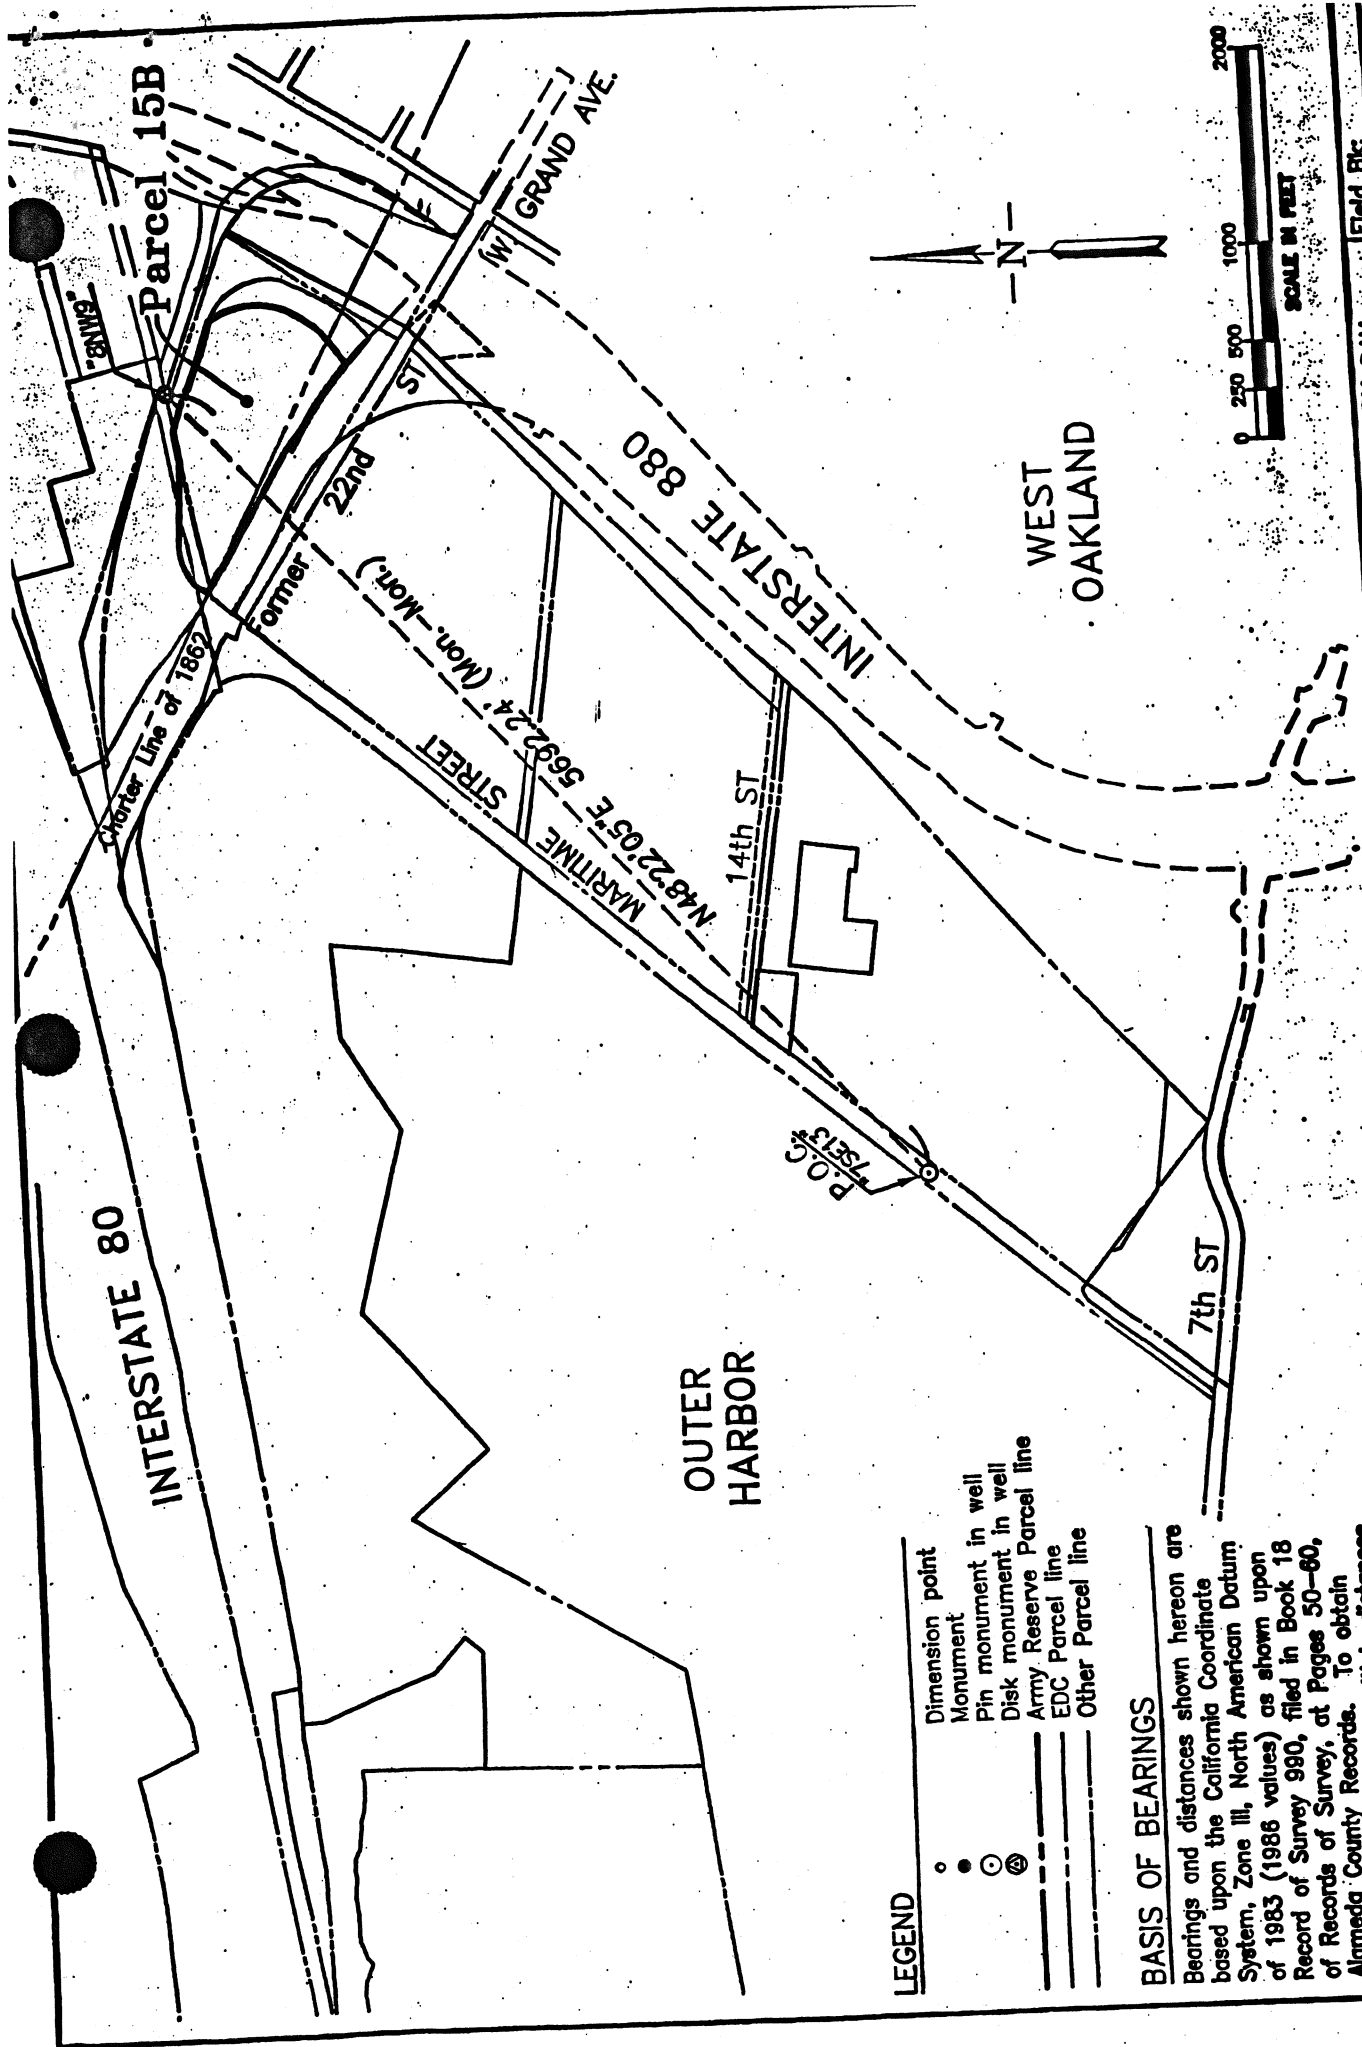 Parcel 15B
"8NW9"
W GRAND AVE.
Former 22nd ST
Charter Line of 1862
INTERSTATE 80
MARITIME STREET
N48°22'05"E 5692.24' (Mon.-Mon.)
INTERSTATE 880
14th ST
WEST
OAKLAND
P.O.C.
"7SE13"
7th ST
OUTER
HARBOR
-N-
0 250 500 1000 2000
SCALE IN FEET
LEGEND
Dimension point
Monument
Pin monument in well
Disk monument in well
Army Reserve Parcel line
EDC Parcel line
Other Parcel line
BASIS OF BEARINGS
Bearings and distances shown hereon are
based upon the California Coordinate
System, Zone III, North American Datum
of 1983 (1986 values) as shown upon
Record of Survey 990, filed in Book 18
of Records of Survey, at Pages 50-60,
Alameda County Records. To obtain
Field Bk: